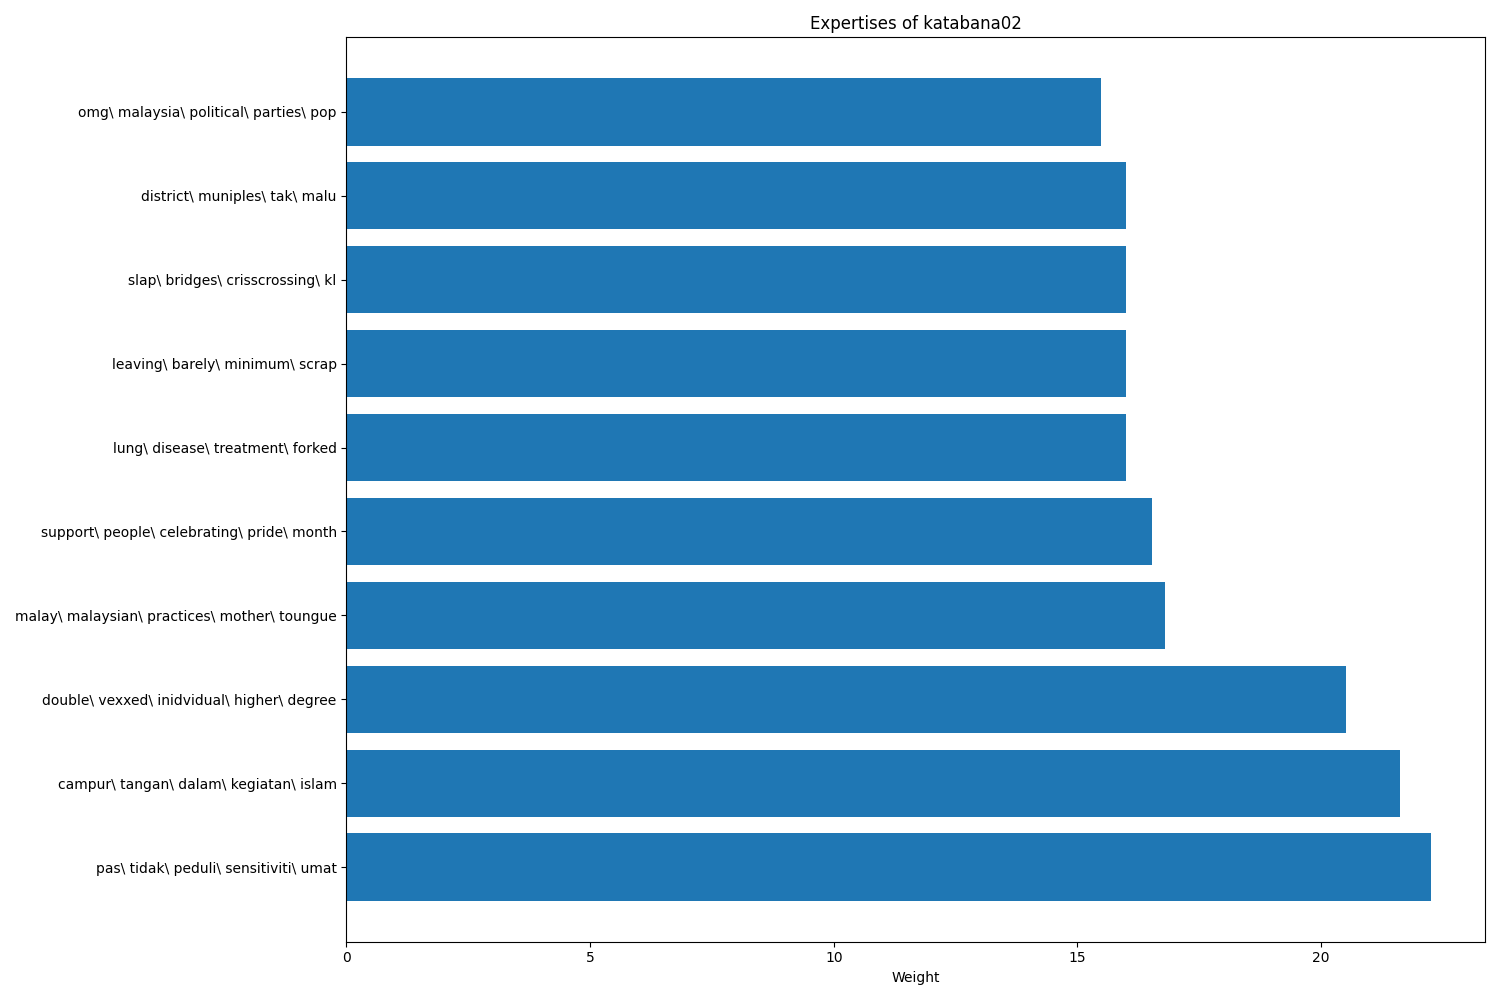 Expertises of katabana02
omg\ malaysia\ political\ parties\ pop
district\ muniples\ tak\ malu
slap\ bridges\ crisscrossing\ kl
leaving\ barely\ minimum\ scrap
lung\ disease\ treatment\ forked
support\ people\ celebrating\ pride\ month
malay\ malaysian\ practices\ mother\ toungue
double\ vexxed\ inidvidual\ higher\ degree
campur\ tangan\ dalam\ kegiatan\ islam
pas\ tidak\ peduli\ sensitiviti\ umat
0 5 10 15 20
Weight